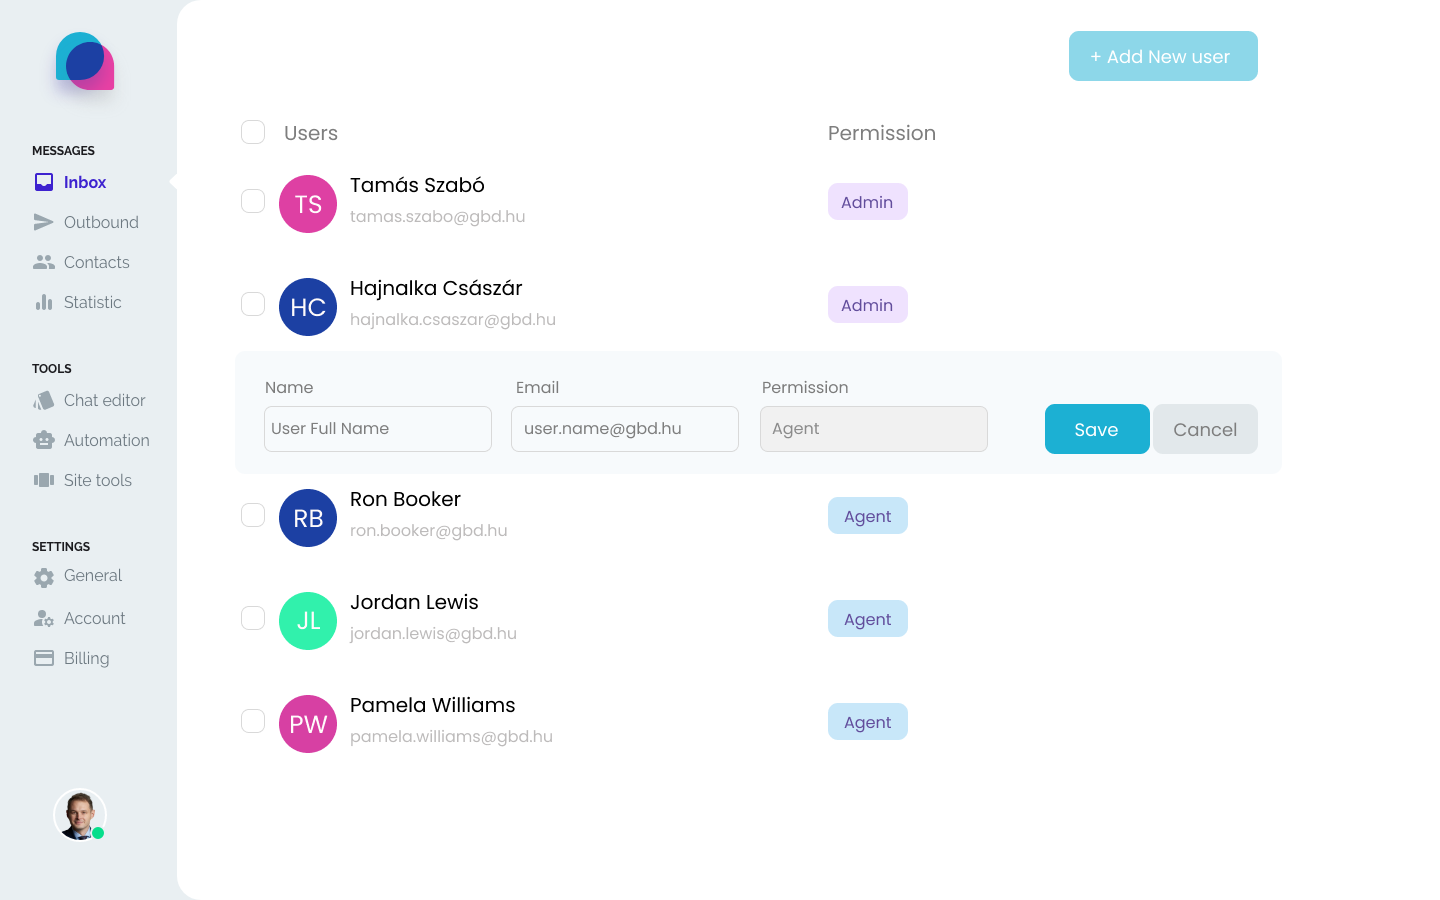 MESSAGES
Inbox
Outbound
Contacts
Statistic
TOOLS
Chat editor
Automation
Site tools
SETTINGS
General
Account
Billing
+ Add New user
Users Permission
TS Tamás Szabó Admin
tamas.szabo@gbd.hu
HC Hajnalka Császár Admin
hajnalka.csaszar@gbd.hu
Name Email Permission
User Full Name user.name@gbd.hu Agent Save Cancel
RB Ron Booker Agent
ron.booker@gbd.hu
JL Jordan Lewis Agent
jordan.lewis@gbd.hu
PW Pamela Williams Agent
pamela.williams@gbd.hu